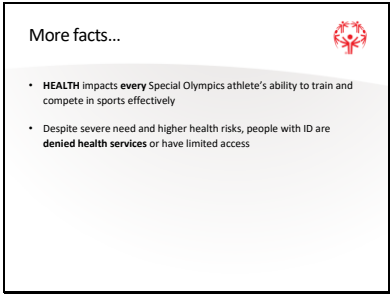 More facts...
• HEALTH impacts every Special Olympics athlete's ability to train and
compete in sports effectively
• Despite severe need and higher health risks, people with ID are
denied health services or have limited access